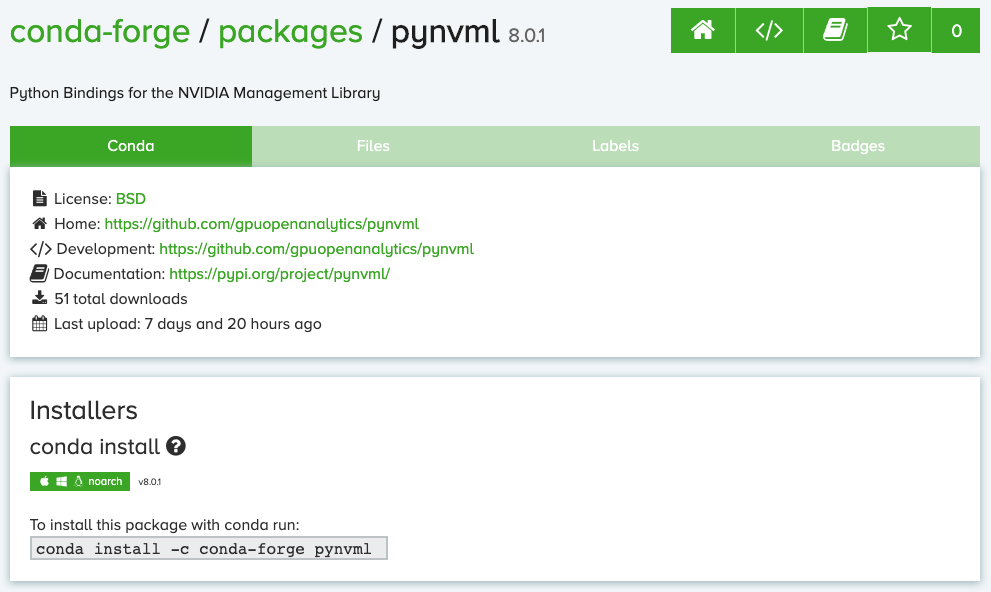 conda-forge / packages / pynvml 8.0.1
0
Python Bindings for the NVIDIA Management Library
Conda Files Labels Badges
License: BSD
Home: https://github.com/gpuopenanalytics/pynvml
</> Development: https://github.com/gpuopenanalytics/pynvml
Documentation: https://pypi.org/project/pynvml/
51 total downloads
Last upload: 7 days and 20 hours ago
Installers
conda install ?
noarch v8.0.1
To install this package with conda run:
conda install -c conda-forge pynvml